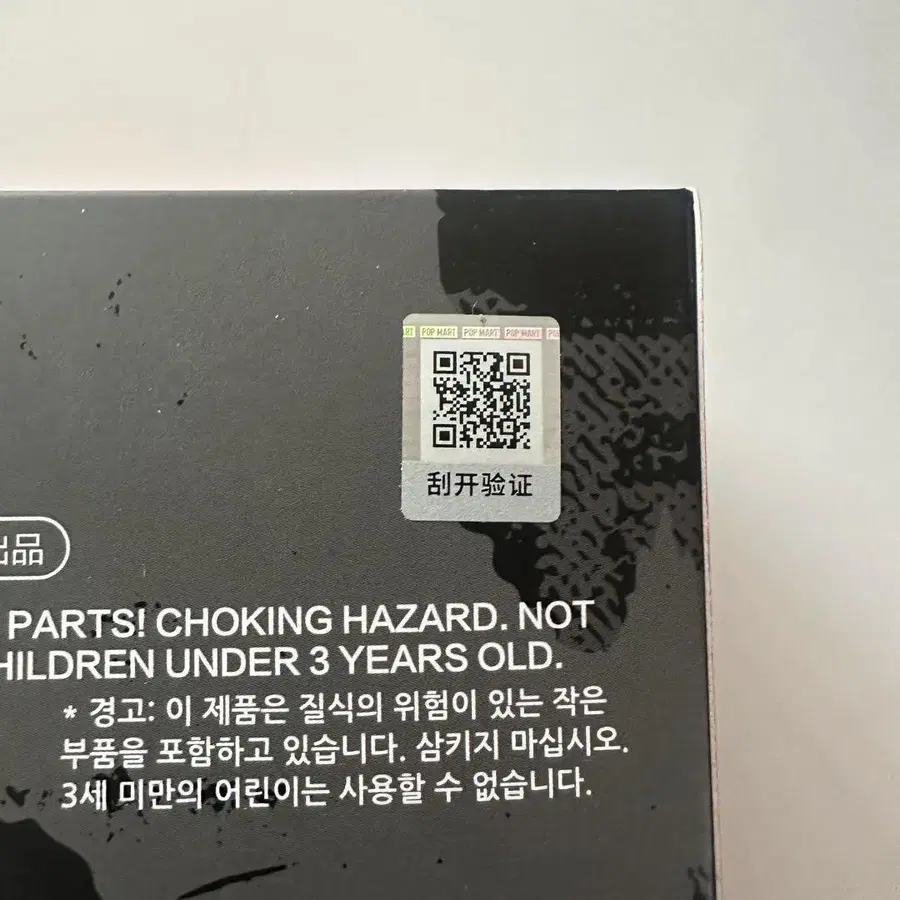 POP MART POP MART POP MART
刮开验证
出品
PARTS! CHOKING HAZARD. NOT
CHILDREN UNDER 3 YEARS OLD.
* 경고: 이 제품은 질식의 위험이 있는 작은
부품을 포함하고 있습니다. 삼키지 마십시오.
3세 미만의 어린이는 사용할 수 없습니다.